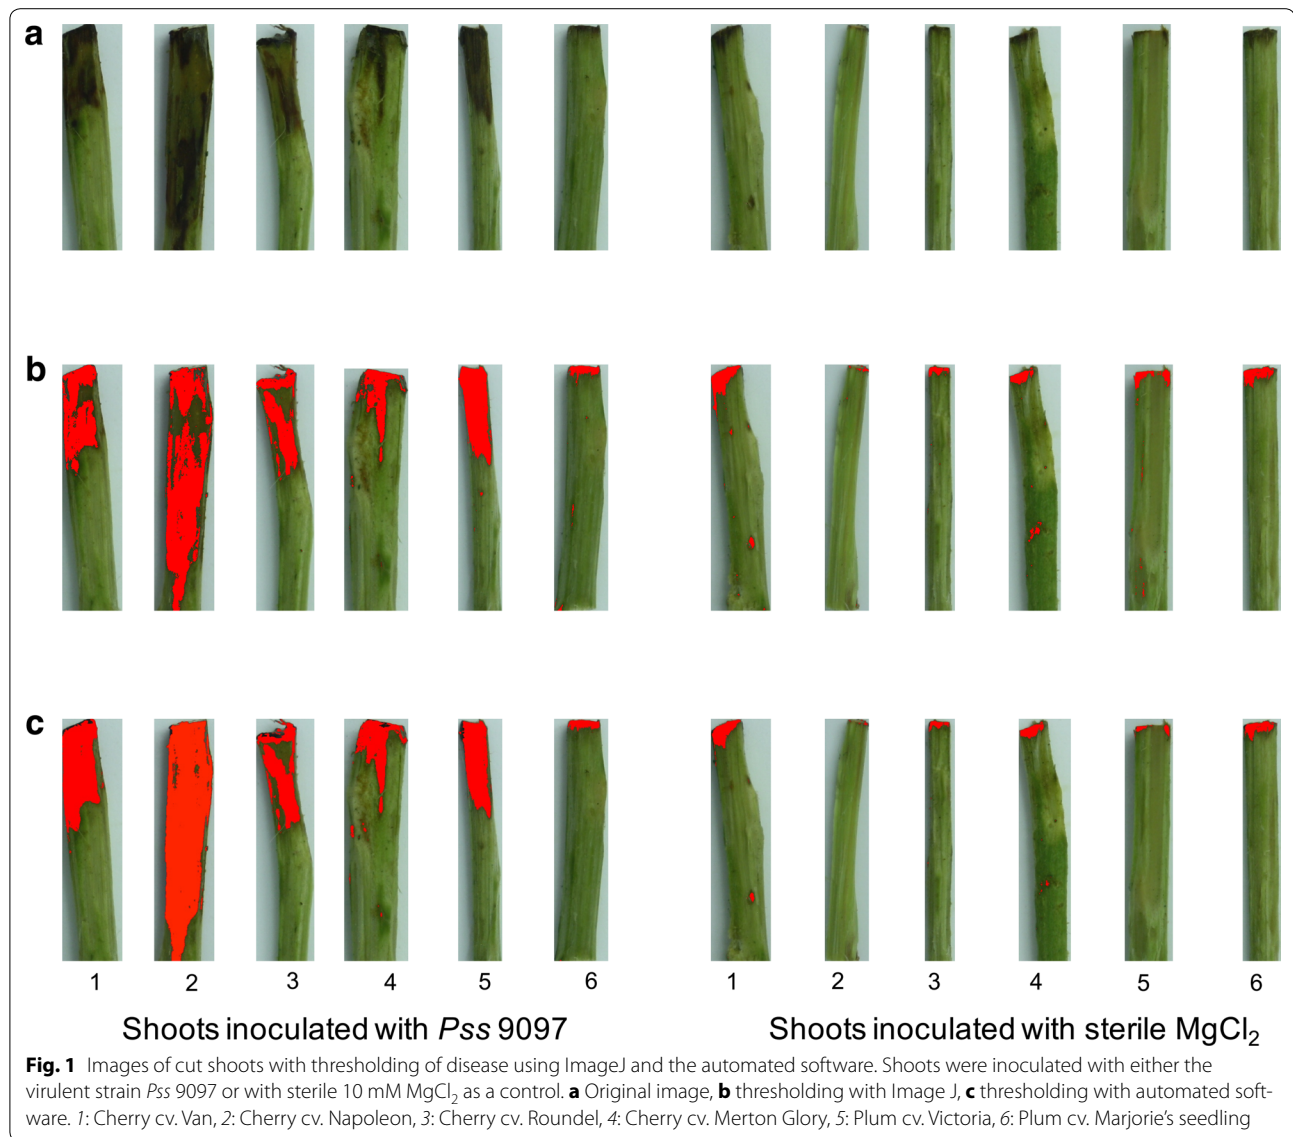 a
b
c
1 2 3 4 5 6 1 2 3 4 5 6
Shoots inoculated with Pss 9097 Shoots inoculated with sterile MgCl₂
Fig. 1 Images of cut shoots with thresholding of disease using ImageJ and the automated software. Shoots were inoculated with either the
virulent strain Pss 9097 or with sterile 10 mM MgCl₂ as a control. a Original image, b thresholding with Image J, c thresholding with automated soft-
ware. 1: Cherry cv. Van, 2: Cherry cv. Napoleon, 3: Cherry cv. Roundel, 4: Cherry cv. Merton Glory, 5: Plum cv. Victoria, 6: Plum cv. Marjorie's seedling